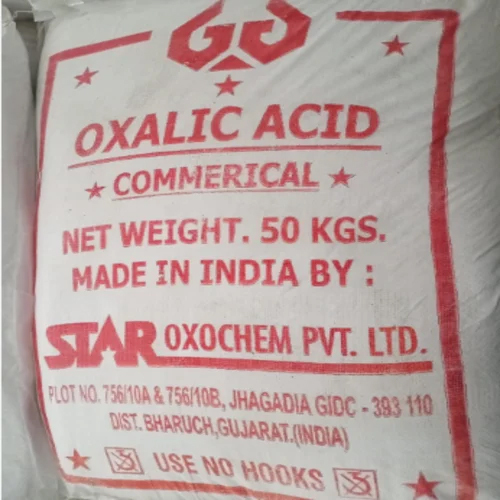 OXALIC ACID
COMMERICAL
NET WEIGHT. 50 KGS.
MADE IN INDIA BY :
STAR OXOCHEM PVT. LTD.
PLOT NO. 756/10A & 756/10B, JHAGADIA GIDC - 393 110
DIST. BHARUCH,GUJARAT.(INDIA)
USE NO HOOKS